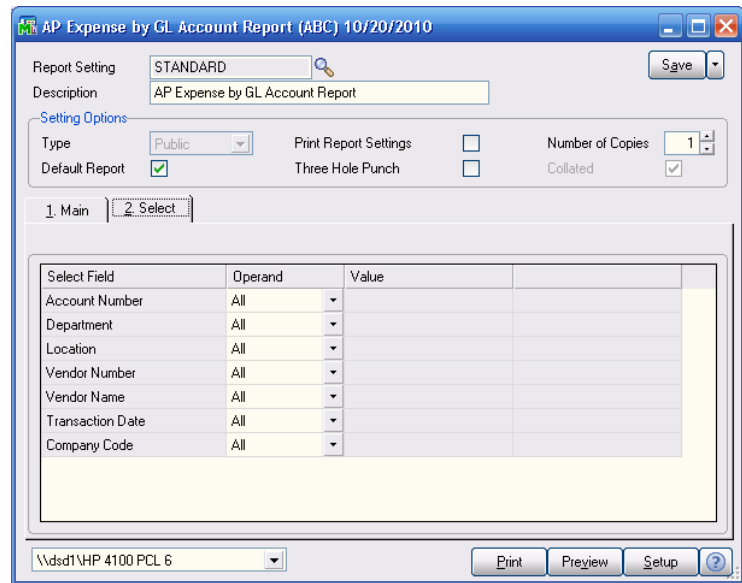 AP Expense by GL Account Report (ABC) 10/20/2010
Report Setting STANDARD Save
Description AP Expense by GL Account Report
Setting Options
Type Public Print Report Settings Number of Copies 1
Default Report Three Hole Punch Collated
1. Main 2. Select
Select Field Operand Value
Account Number All
Department All
Location All
Vendor Number All
Vendor Name All
Transaction Date All
Company Code All
\\dsd1\HP 4100 PCL 6 Print Preview Setup ?